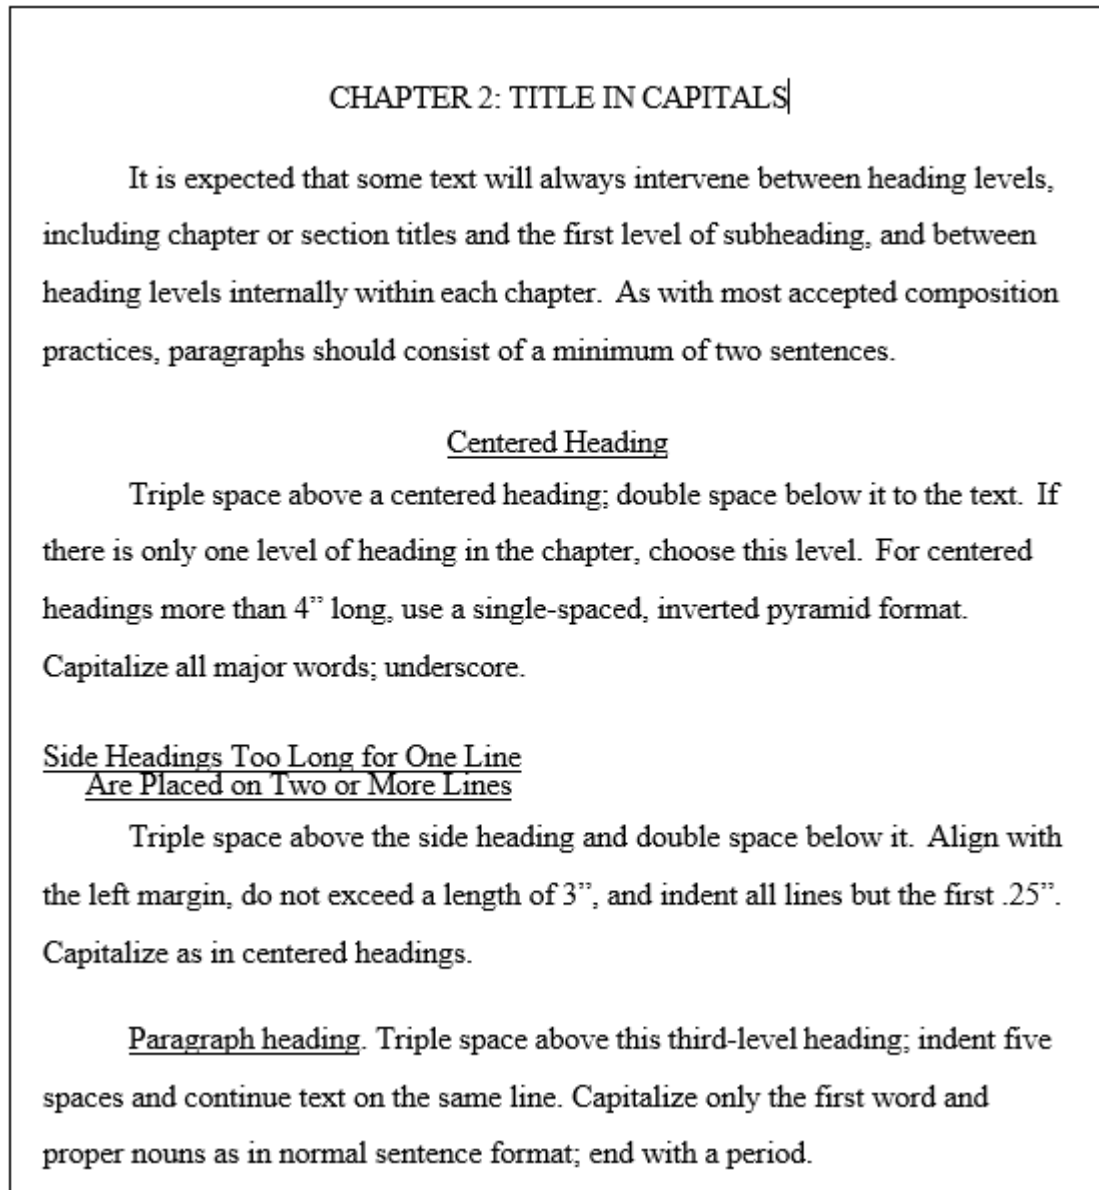 CHAPTER 2: TITLE IN CAPITALS
It is expected that some text will always intervene between heading levels,
including chapter or section titles and the first level of subheading, and between
heading levels internally within each chapter.  As with most accepted composition
practices, paragraphs should consist of a minimum of two sentences.
Centered Heading
Triple space above a centered heading; double space below it to the text.  If
there is only one level of heading in the chapter, choose this level.  For centered
headings more than 4” long, use a single-spaced, inverted pyramid format.
Capitalize all major words; underscore.
Side Headings Too Long for One Line
Are Placed on Two or More Lines
Triple space above the side heading and double space below it.  Align with
the left margin, do not exceed a length of 3”, and indent all lines but the first .25”.
Capitalize as in centered headings.
Paragraph heading. Triple space above this third-level heading; indent five
spaces and continue text on the same line. Capitalize only the first word and
proper nouns as in normal sentence format; end with a period.